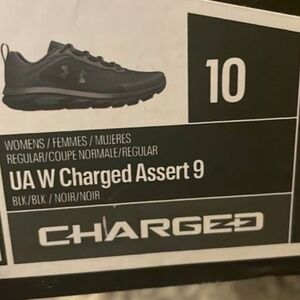 10
WOMENS / FEMMES / MUJERES
REGULAR/COUPE NORMALE/REGULAR
UA W Charged Assert 9
BLK/BLK / NOIR/NOIR
CHARGED